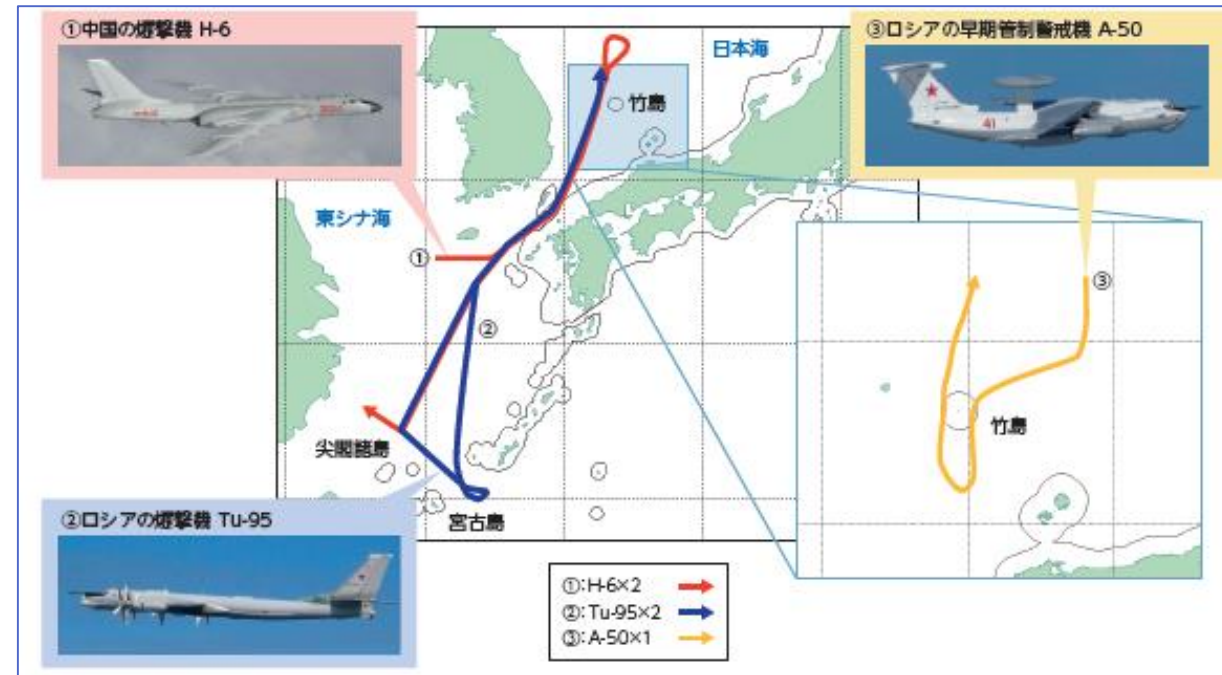 ①中国の爆撃機 H-6
③ロシアの早期管制警戒機 A-50
日本海
竹島
東シナ海
①
②
③
竹島
尖閣諸島
宮古島
②ロシアの爆撃機 Tu-95
41
①:H-6×2
②:Tu-95×2
③:A-50×1